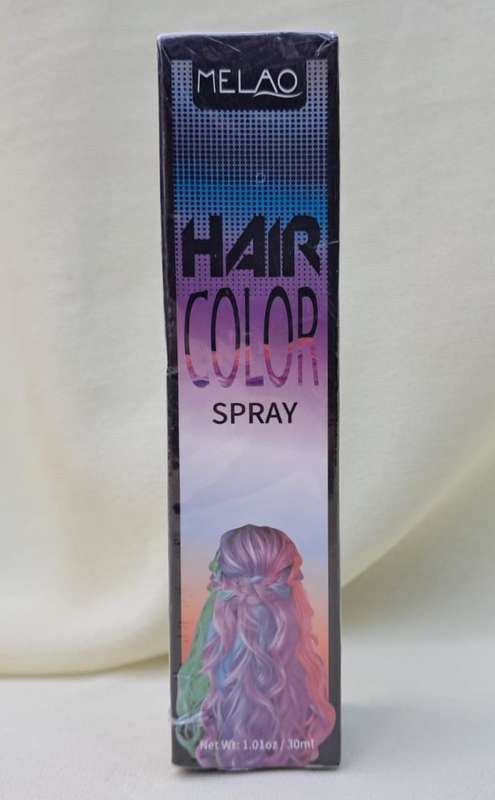 MELAO
HAIR
COLOR
SPRAY
Net Wt: 1.01oz / 30ml